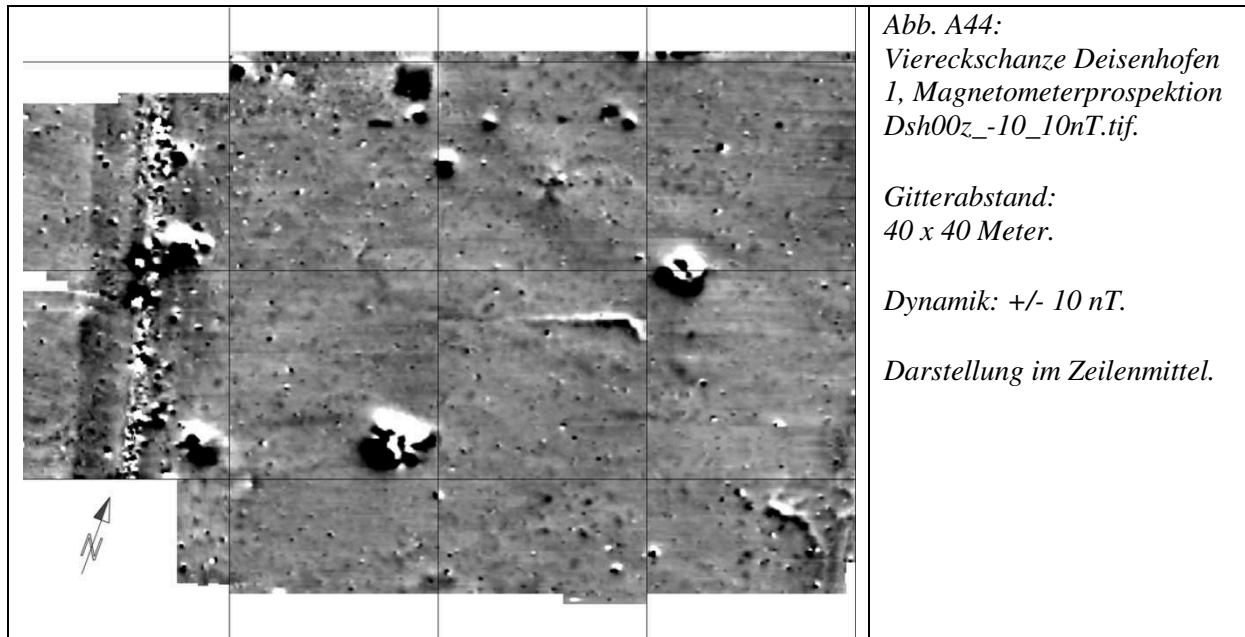 Abb. A44:
Viereckschanze Deisenhofen
1, Magnetometerprospektion
Dsh00z_-10_10nT.tif.
Gitterabstand:
40 x 40 Meter.
Dynamik: +/- 10 nT.
Darstellung im Zeilenmittel.
N